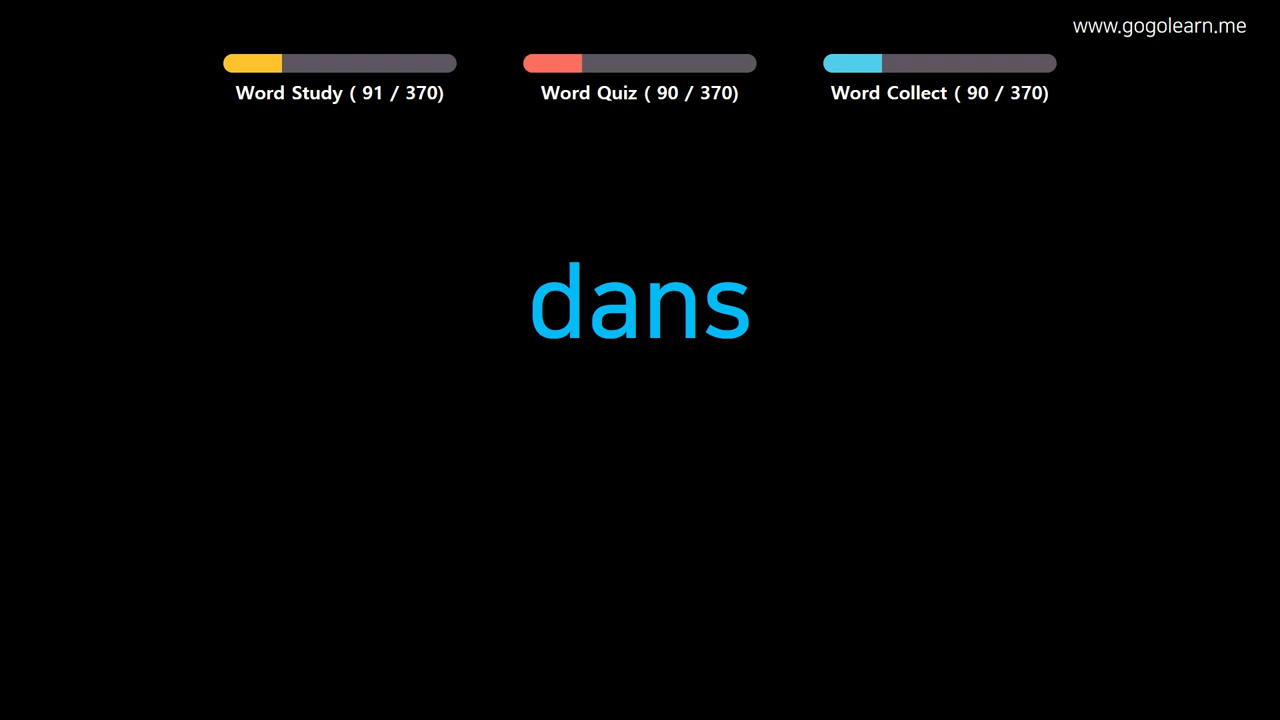 www.gogolearn.me
Word Study ( 91 / 370)
Word Quiz ( 90 / 370)
Word Collect ( 90 / 370)
dans